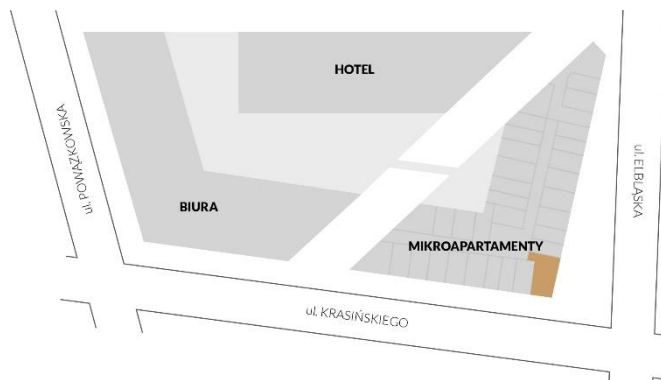 HOTEL
ul. POWĄZKOWSKA
ul. ELBLĄSKA
BIURA
MIKROAPARTAMENTY
ul. KRASIŃSKIEGO